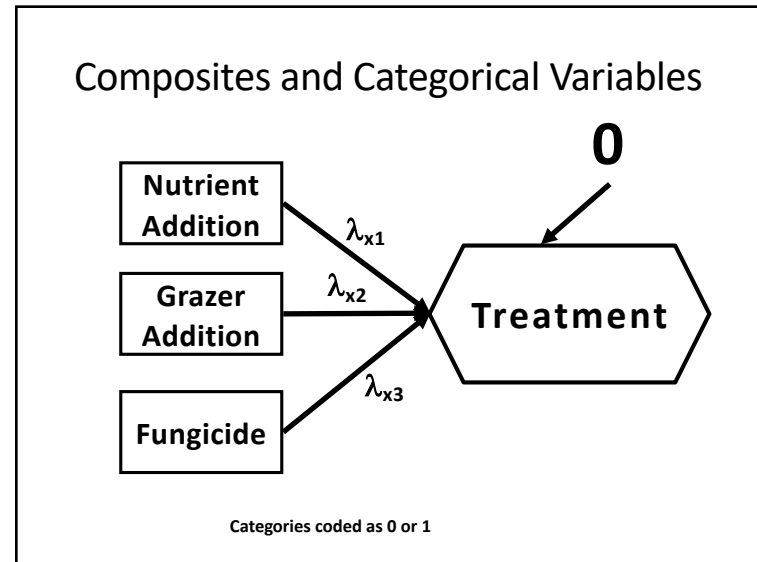 Composites and Categorical Variables
0
Nutrient
Addition
λx1
Grazer
Addition
λx2
Treatment
Fungicide
λx3
Categories coded as 0 or 1